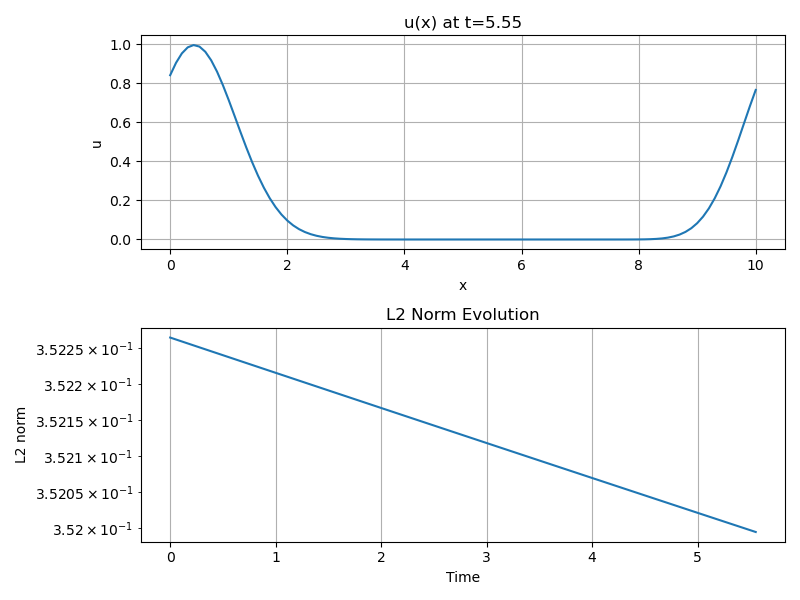 u(x) at t=5.55
1.0
0.8
0.6
0.4
0.2
0.0
u
0 2 4 6 8 10
x
L2 Norm Evolution
3.5225 × 10⁻¹
3.522 × 10⁻¹
3.5215 × 10⁻¹
3.521 × 10⁻¹
3.5205 × 10⁻¹
3.52 × 10⁻¹
L2 norm
0 1 2 3 4 5
Time